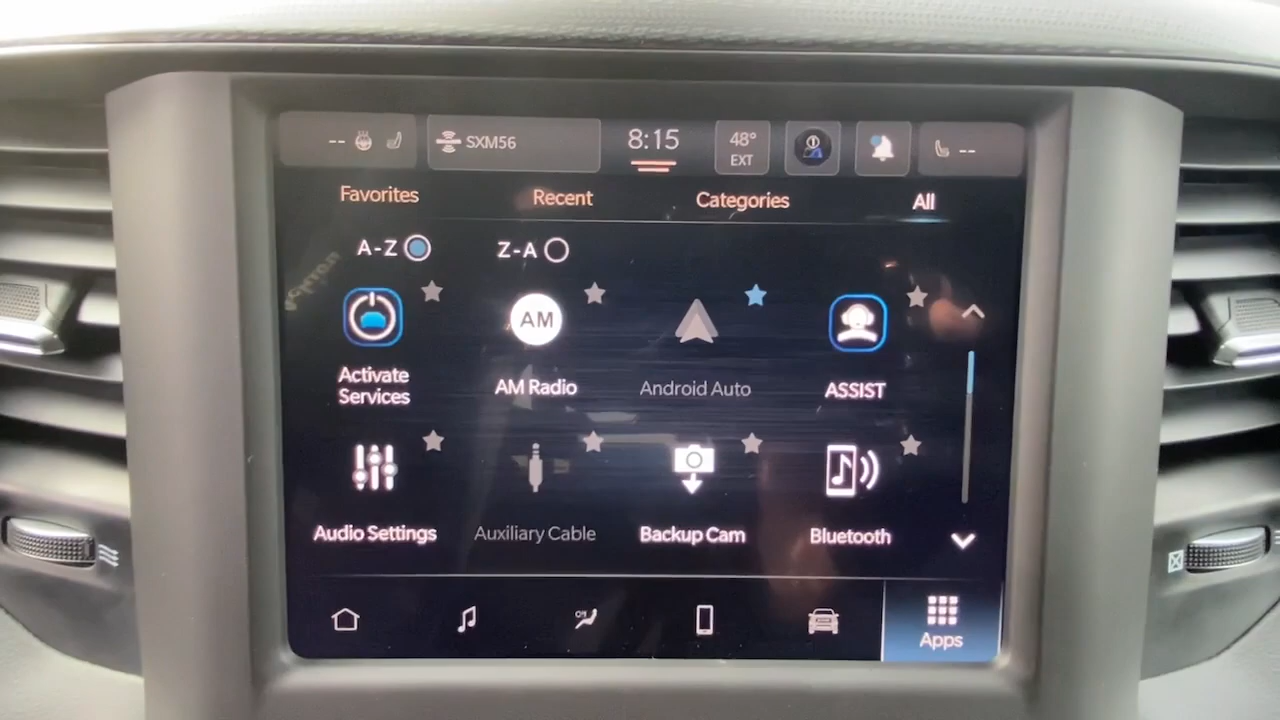 -- SXM56 8:15 48° EXT --
Favorites Recent Categories All
A-Z Z-A
AM
Activate Services AM Radio Android Auto ASSIST
Audio Settings Auxiliary Cable Backup Cam Bluetooth
Off
Apps